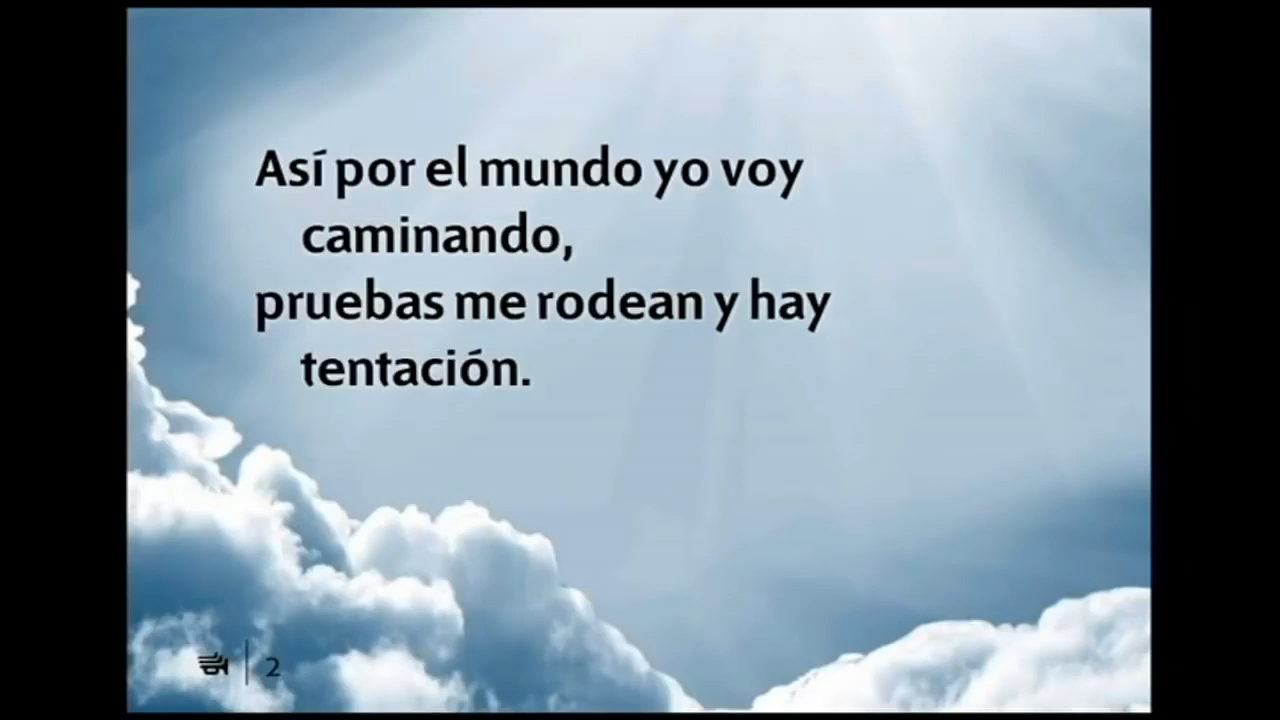 Así por el mundo yo voy
caminando,
pruebas me rodean y hay
tentación.
2